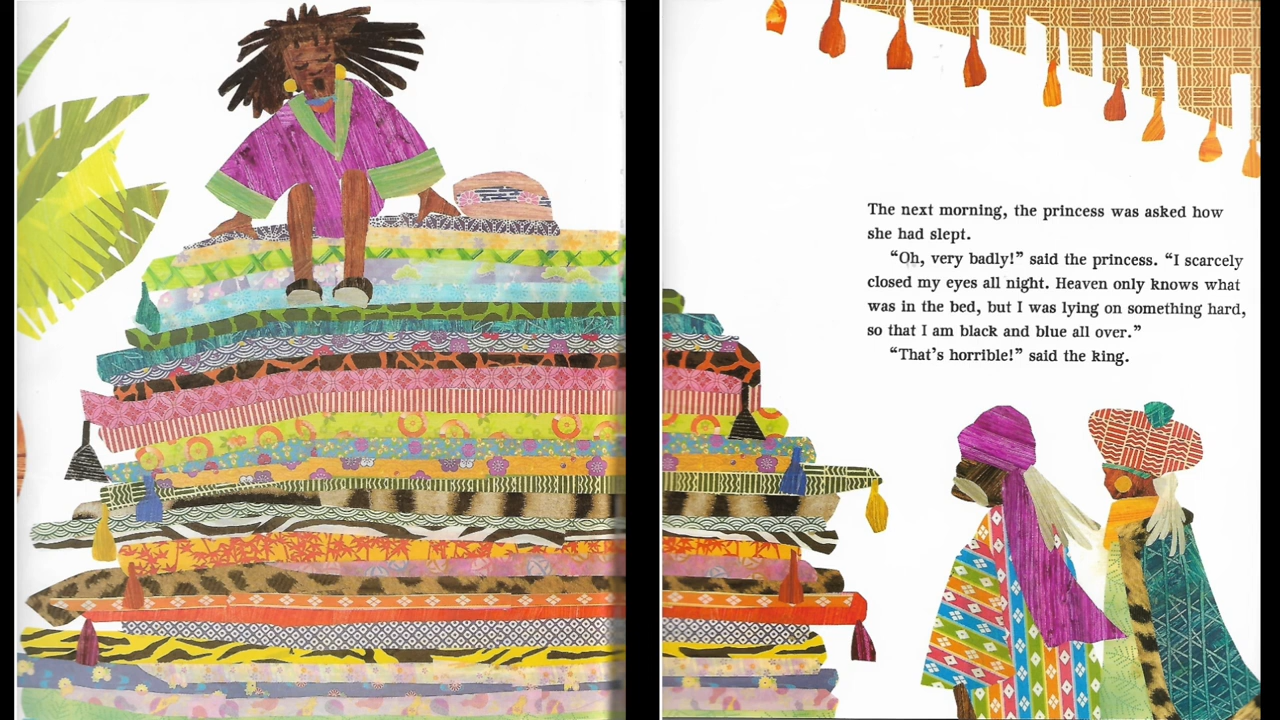 The next morning, the princess was asked how
she had slept.
“Oh, very badly!” said the princess. “I scarcely
closed my eyes all night. Heaven only knows what
was in the bed, but I was lying on something hard,
so that I am black and blue all over.”
“That’s horrible!” said the king.